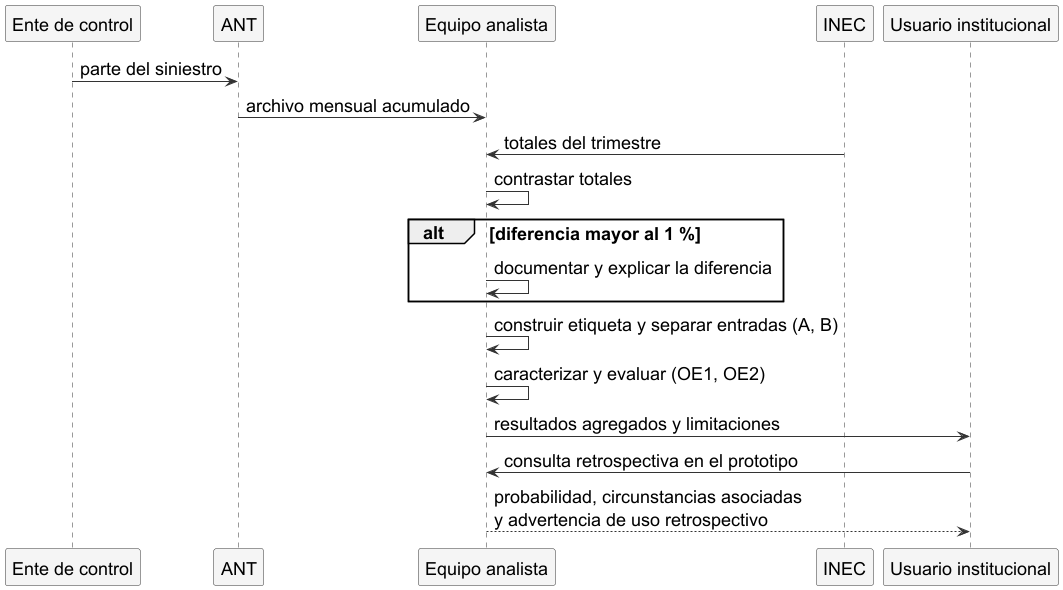 Ente de control
ANT
Equipo analista
INEC
Usuario institucional
parte del siniestro
archivo mensual acumulado
totales del trimestre
contrastar totales
alt
[diferencia mayor al 1 %]
documentar y explicar la diferencia
construir etiqueta y separar entradas (A, B)
caracterizar y evaluar (OE1, OE2)
resultados agregados y limitaciones
consulta retrospectiva en el prototipo
probabilidad, circunstancias asociadas
y advertencia de uso retrospectivo
Ente de control
ANT
Equipo analista
INEC
Usuario institucional